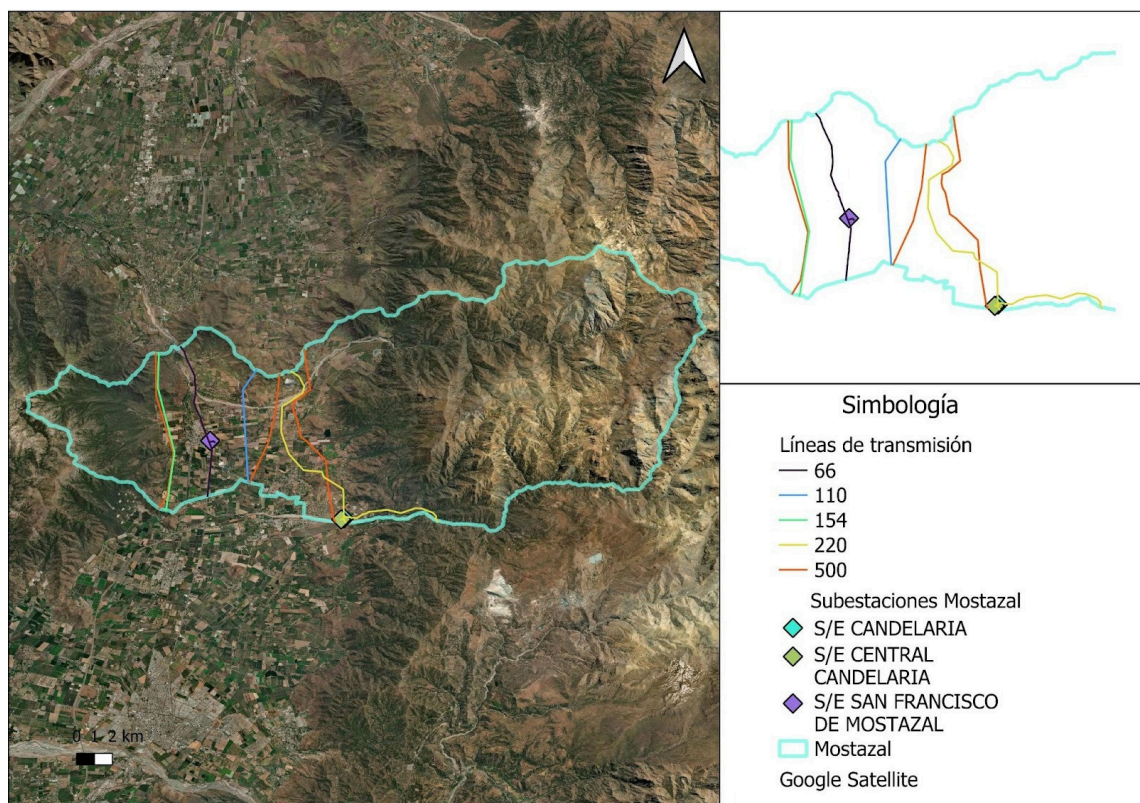 0 1 2 km
Simbología
Líneas de transmisión
66
110
154
220
500
Subestaciones Mostazal
S/E CANDELARIA
S/E CENTRAL
CANDELARIA
S/E SAN FRANCISCO
DE MOSTAZAL
Mostazal
Google Satellite